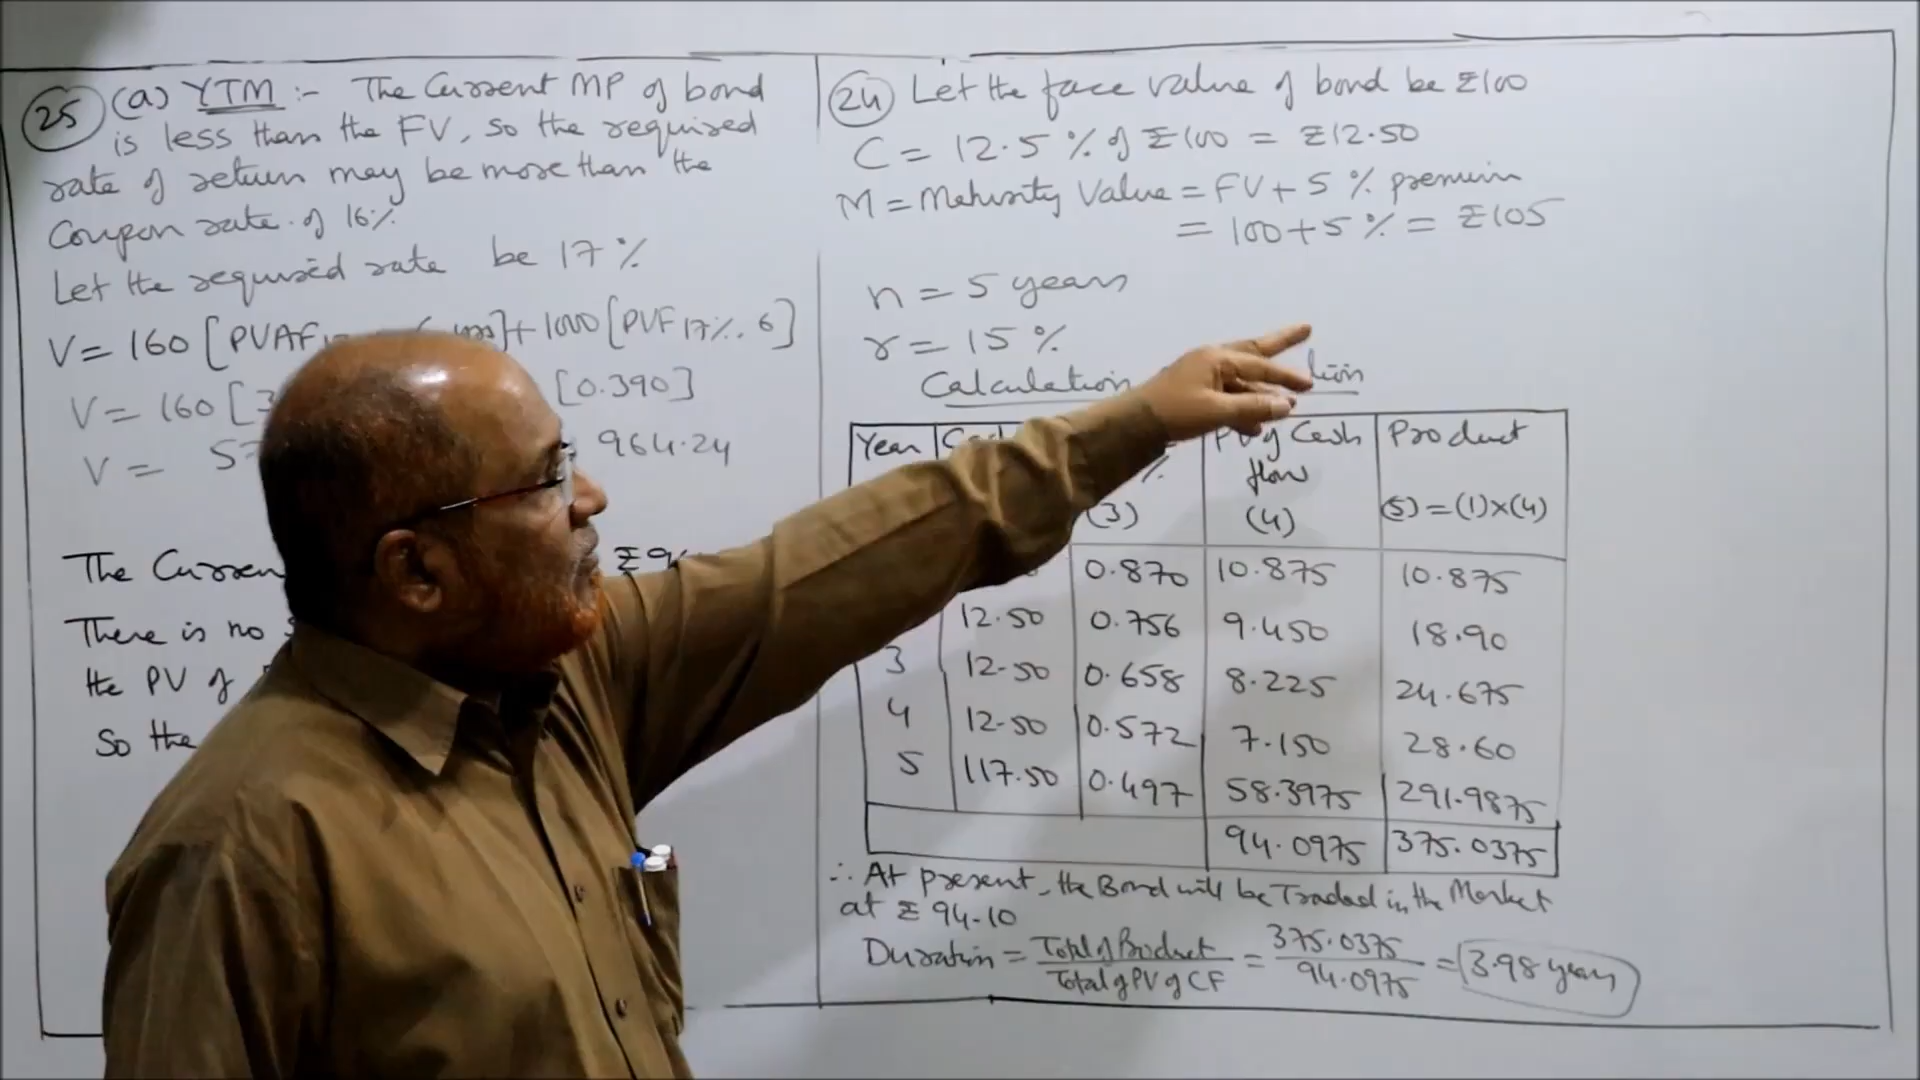 25 (a) YTM :- The Current MP of bond
is less than the FV, so the required
rate of return may be more than the
Coupon rate of 16%
Let the required rate be 17%
V = 160 [PVAF + 1000 [PVF 17%, 6]
V = 160 [3 [0.390]
V = 964.24
The Curren
There is no
the PV of
So the
24 Let the face value of bond be ₹100
C = 12.5 % of ₹100 = ₹12.50
M = Maturity Value = FV + 5 % premium
= 100 + 5 % = ₹105
n = 5 years
r = 15 %
Calculation
Year PV of Cash Product
flow %
(3) (4) (5) = (1)×(4)
0.870 10.875 10.875
12.50 0.756 9.450 18.90
3 12.50 0.658 8.225 24.675
4 12.50 0.572 7.150 28.60
5 117.50 0.497 58.3975 291.9875
94.0975 375.0375
∴ At present, the Bond will be Traded in the Market
at ₹ 94.10
Duration = Total of Product / Total of PV of CF = 375.0375 / 94.0975 = 3.98 years